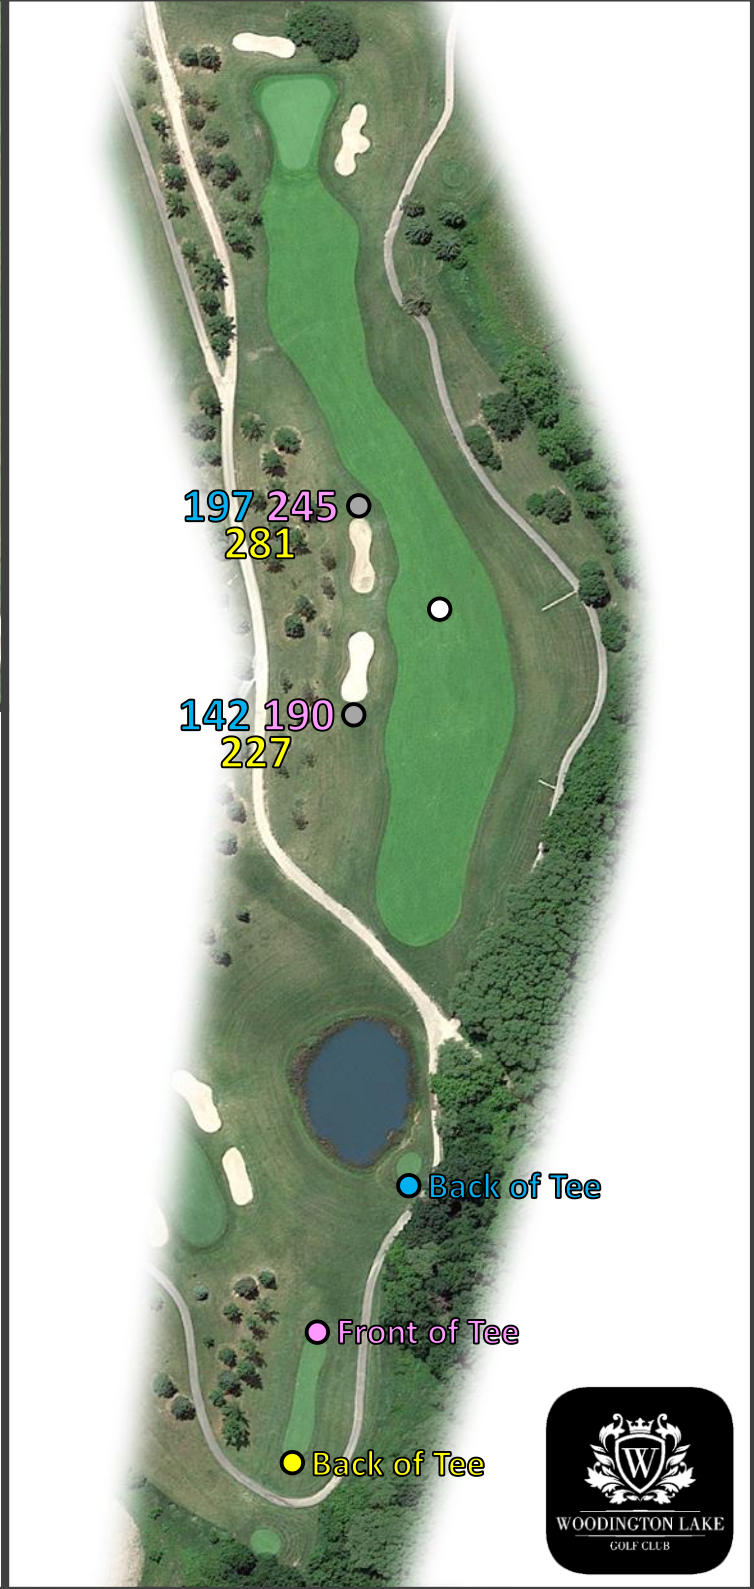 197 245
281
142 190
227
Back of Tee
Front of Tee
Back of Tee
W
WOODINGTON LAKE
GOLF CLUB